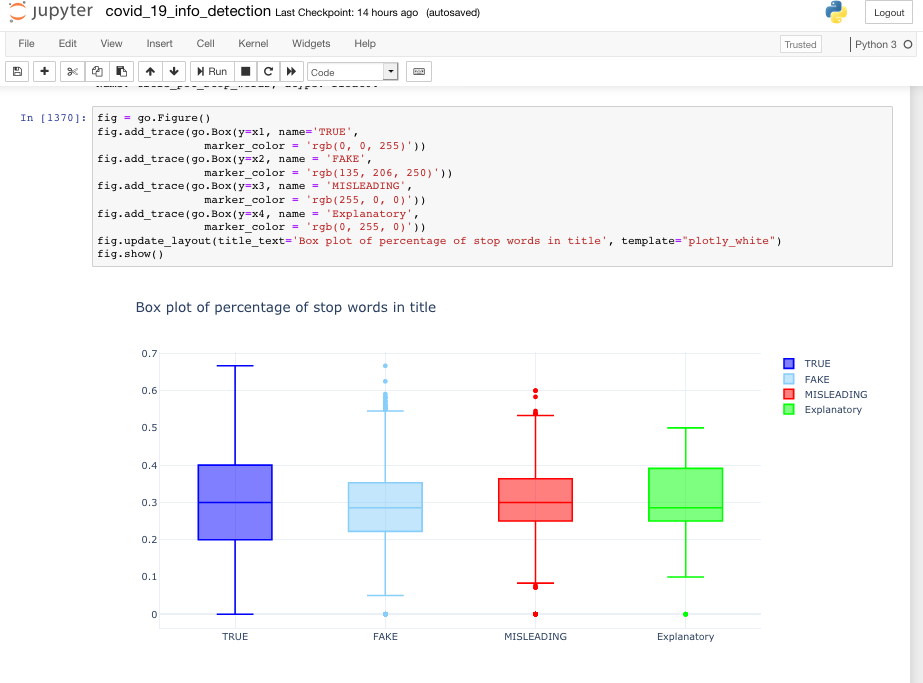 jupyter covid_19_info_detection Last Checkpoint: 14 hours ago (autosaved)
Logout
File Edit View Insert Cell Kernel Widgets Help
Trusted
Python 3
Run
Code
In [1370]:
fig = go.Figure()
fig.add_trace(go.Box(y=x1, name='TRUE',
marker_color = 'rgb(0, 0, 255)'))
fig.add_trace(go.Box(y=x2, name = 'FAKE',
marker_color = 'rgb(135, 206, 250)'))
fig.add_trace(go.Box(y=x3, name = 'MISLEADING',
marker_color = 'rgb(255, 0, 0)'))
fig.add_trace(go.Box(y=x4, name = 'Explanatory',
marker_color = 'rgb(0, 255, 0)'))
fig.update_layout(title_text='Box plot of percentage of stop words in title', template="plotly_white")
fig.show()
Box plot of percentage of stop words in title
0.7
0.6
0.5
0.4
0.3
0.2
0.1
0
TRUE FAKE MISLEADING Explanatory
TRUE
FAKE
MISLEADING
Explanatory